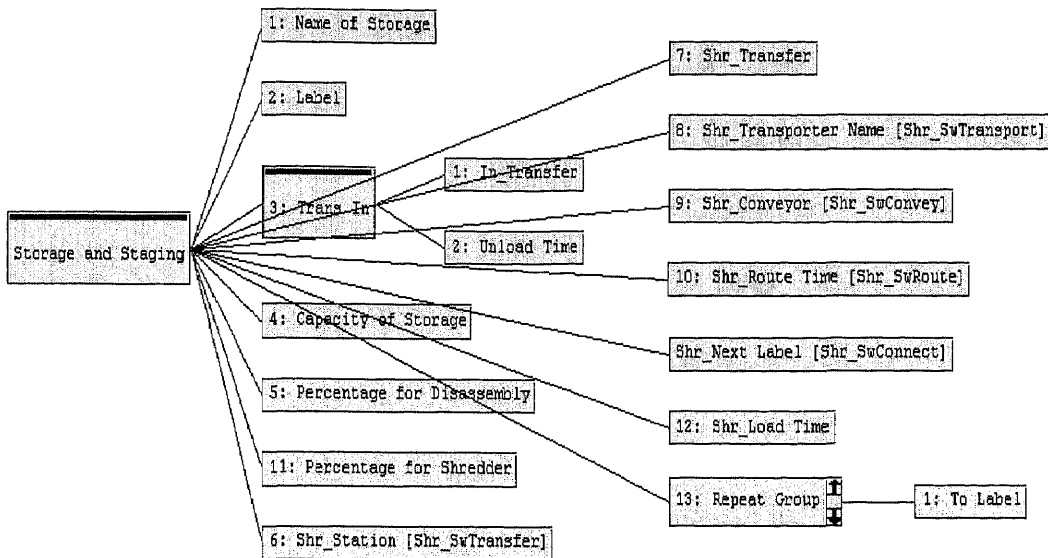 Storage and Staging
1: Name of Storage
2: Label
3: Trans In
1: In_Transfer
2: Unload Time
4: Capacity of Storage
5: Percentage for Disassembly
11: Percentage for Shredder
6: Shr_Station [Shr_SwTransfer]
7: Shr_Transfer
8: Shr_Transporter Name [Shr_SwTransport]
9: Shr_Conveyor [Shr_SwConvey]
10: Shr_Route Time [Shr_SwRoute]
Shr_Next Label [Shr_SwConnect]
12: Shr_Load Time
13: Repeat Group
1: To Label